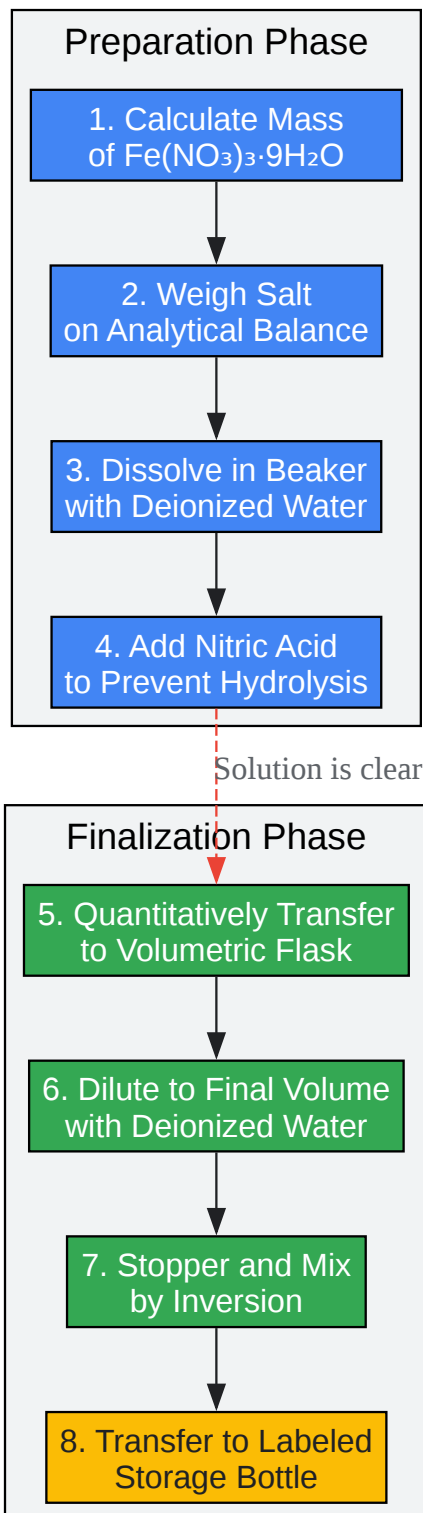 Preparation Phase
1. Calculate Mass
of Fe(NO₃)₃·9H₂O
2. Weigh Salt
on Analytical Balance
3. Dissolve in Beaker
with Deionized Water
4. Add Nitric Acid
to Prevent Hydrolysis
Solution is clear
Finalization Phase
5. Quantitatively Transfer
to Volumetric Flask
6. Dilute to Final Volume
with Deionized Water
7. Stopper and Mix
by Inversion
8. Transfer to Labeled
Storage Bottle